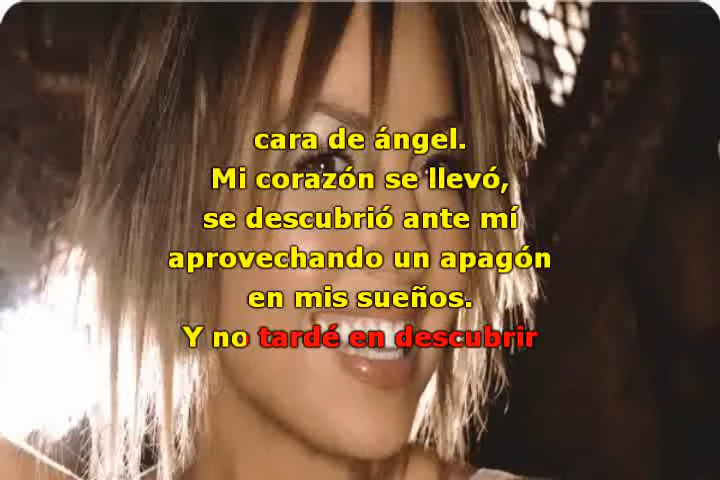 cara de ángel.
Mi corazón se llevó,
se descubrió ante mí
aprovechando un apagón
en mis sueños.
Y no tardé en descubrir